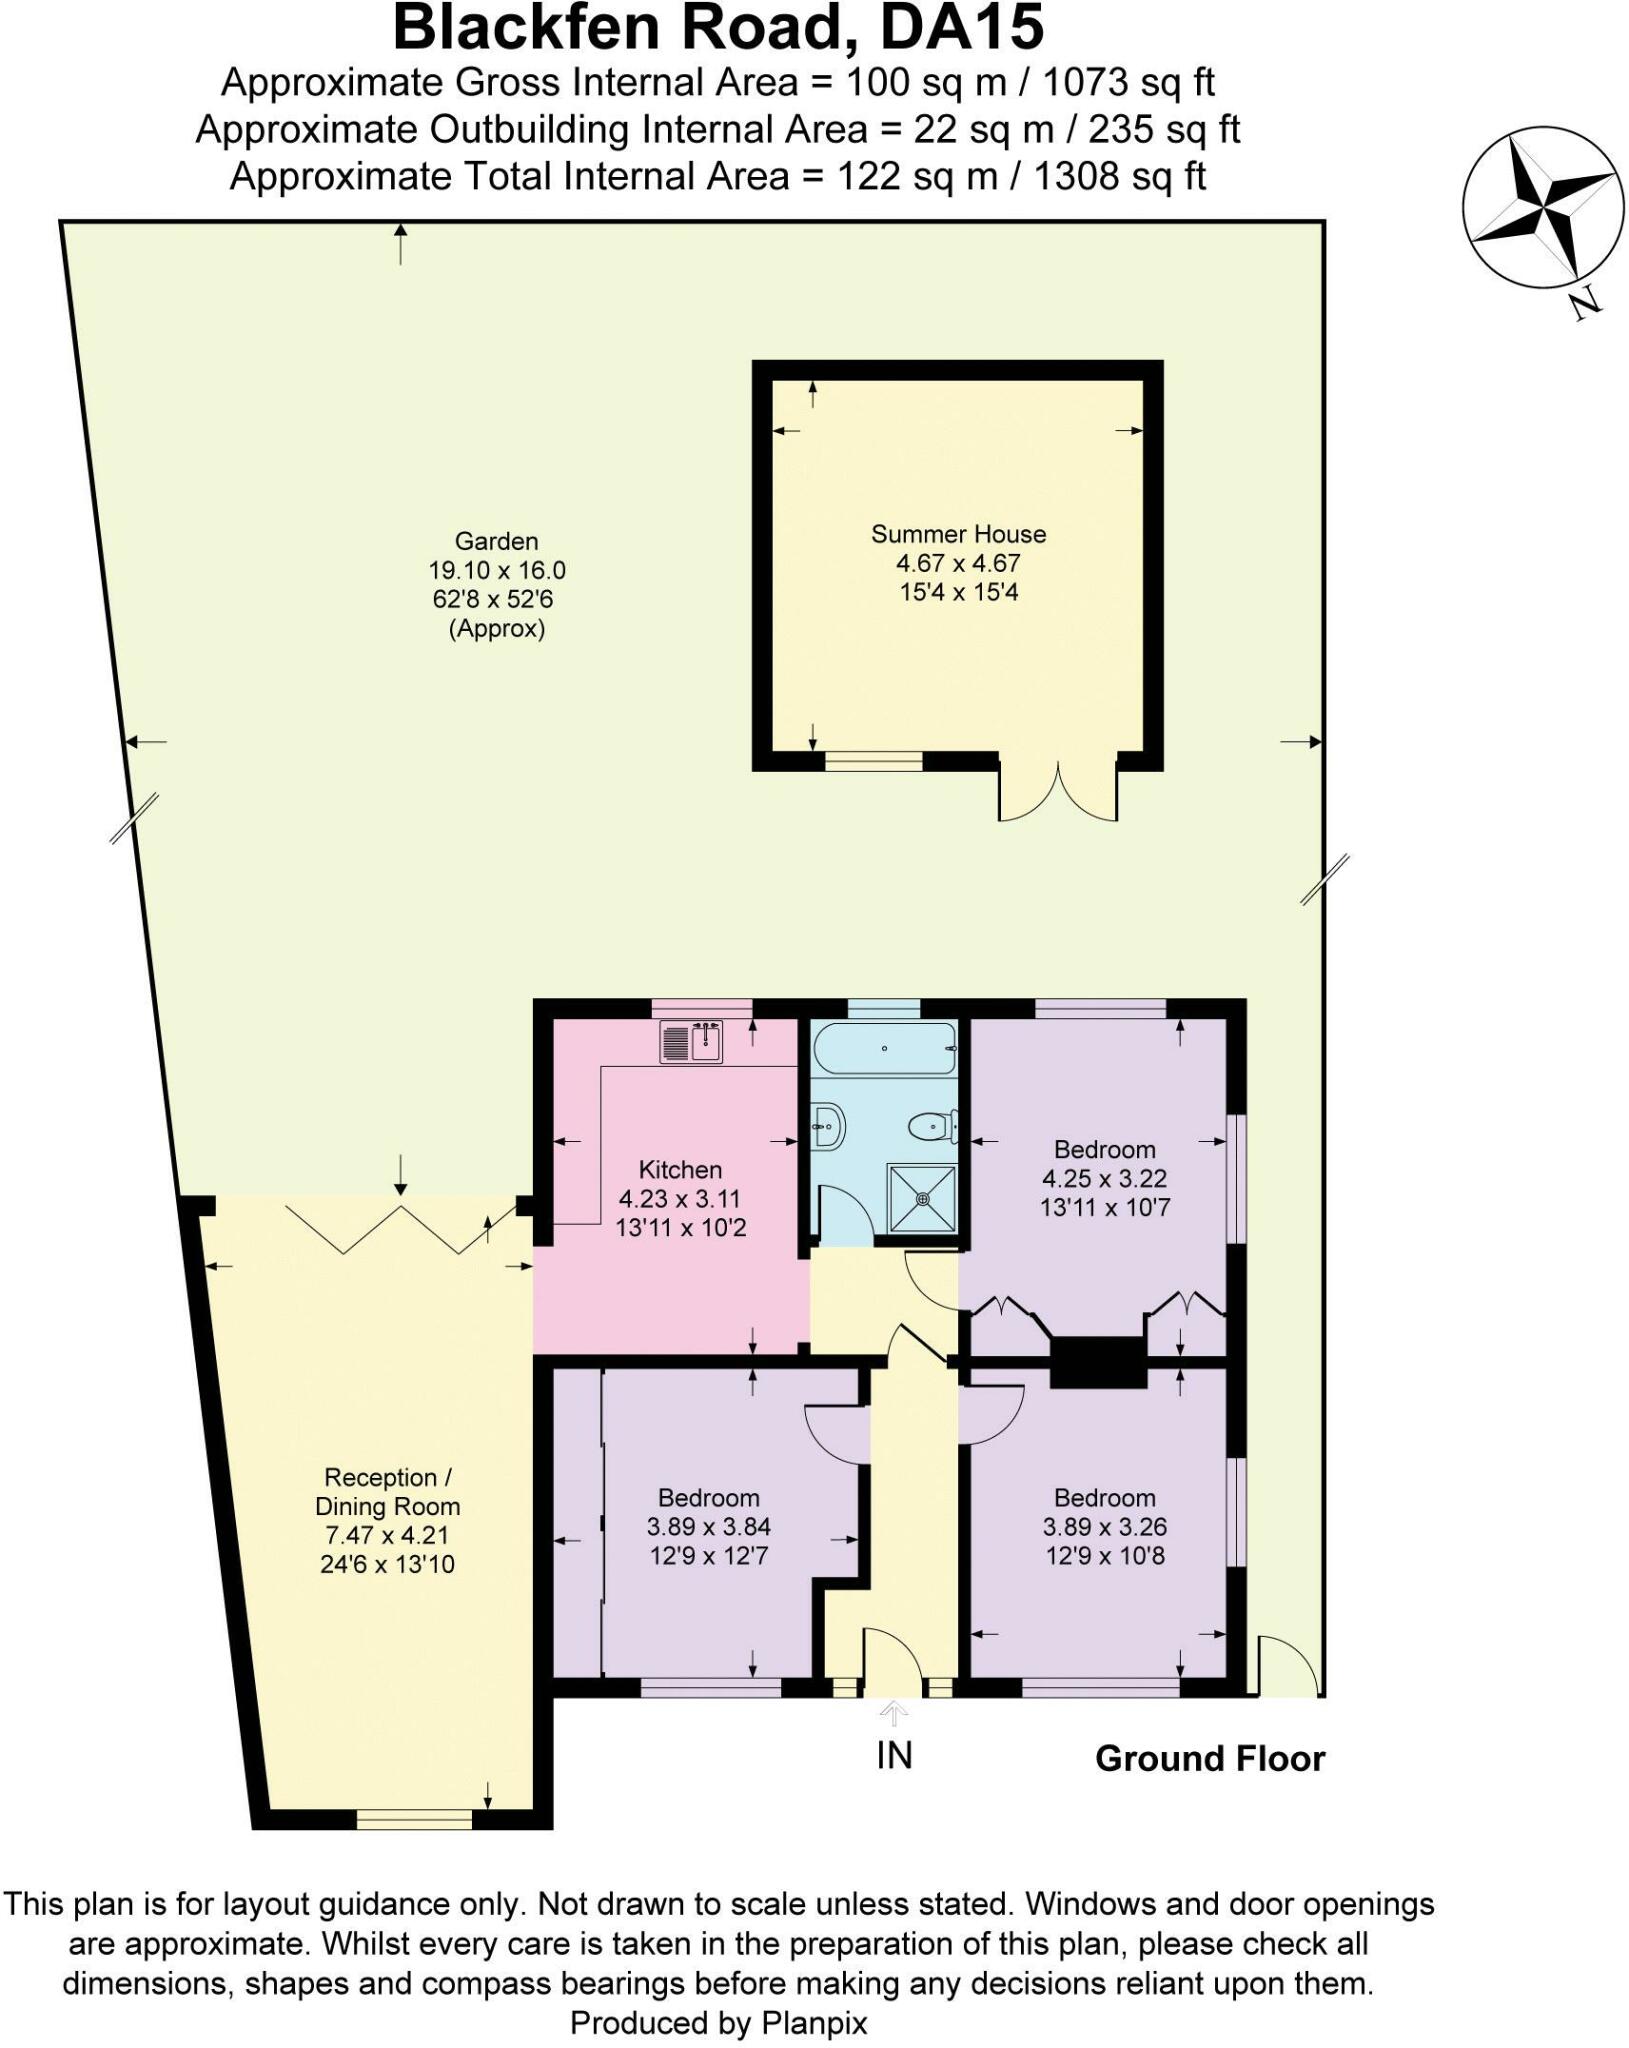 Blackfen Road, DA15
Approximate Gross Internal Area = 100 sq m / 1073 sq ft
Approximate Outbuilding Internal Area = 22 sq m / 235 sq ft
Approximate Total Internal Area = 122 sq m / 1308 sq ft
N
Summer House
4.67 x 4.67
15'4 x 15'4
Garden
19.10 x 16.0
62'8 x 52'6
(Approx)
Kitchen
4.23 x 3.11
13'11 x 10'2
Bedroom
4.25 x 3.22
13'11 x 10'7
Reception /
Dining Room
7.47 x 4.21
24'6 x 13'10
Bedroom
3.89 x 3.84
12'9 x 12'7
Bedroom
3.89 x 3.26
12'9 x 10'8
IN
Ground Floor
This plan is for layout guidance only. Not drawn to scale unless stated. Windows and door openings
are approximate. Whilst every care is taken in the preparation of this plan, please check all
dimensions, shapes and compass bearings before making any decisions reliant upon them.
Produced by Planpix